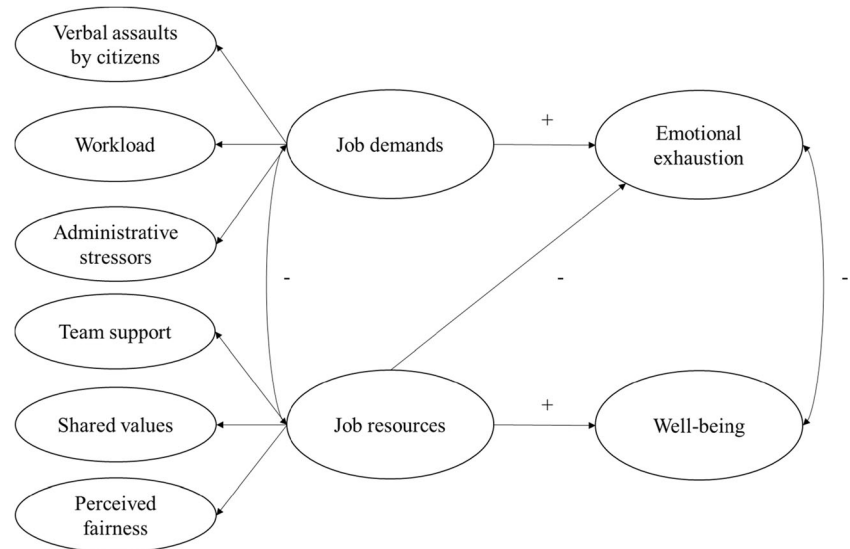 Verbal assaults
by citizens
Workload
Administrative
stressors
Team support
Shared values
Perceived
fairness
Job demands
Job resources
+
-
-
+
Emotional
exhaustion
Well-being
-